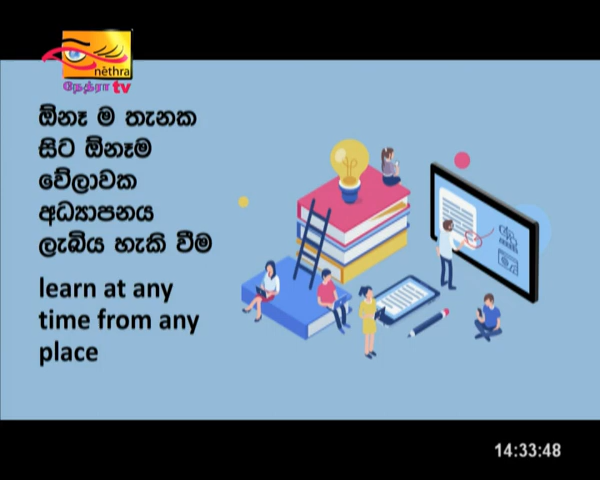 nethra
நேத்ரா tv
ඕනෑ ම තැනක
සිට ඕනෑම
වේලාවක
අධ්‍යාපනය
ලැබිය හැකි වීම
learn at any
time from any
place
14:33:48